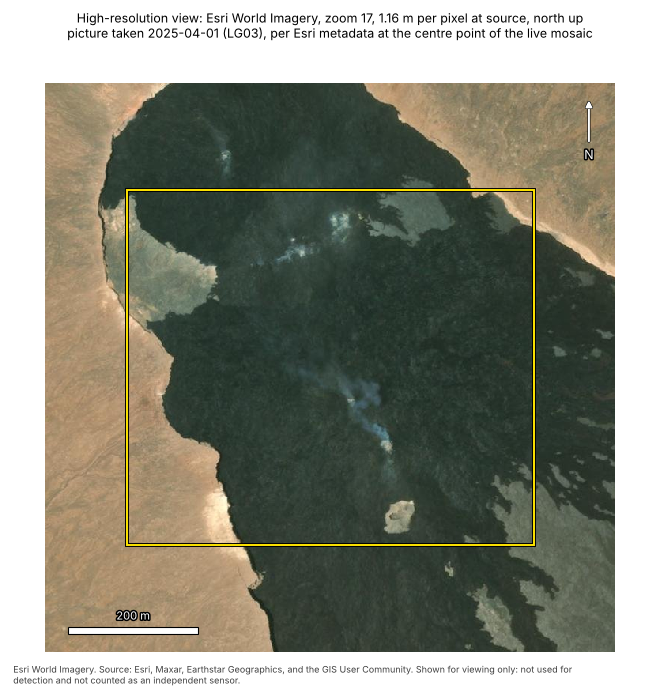 High-resolution view: Esri World Imagery, zoom 17, 1.16 m per pixel at source, north up
picture taken 2025-04-01 (LG03), per Esri metadata at the centre point of the live mosaic
N
200 m
Esri World Imagery. Source: Esri, Maxar, Earthstar Geographics, and the GIS User Community. Shown for viewing only: not used for
detection and not counted as an independent sensor.